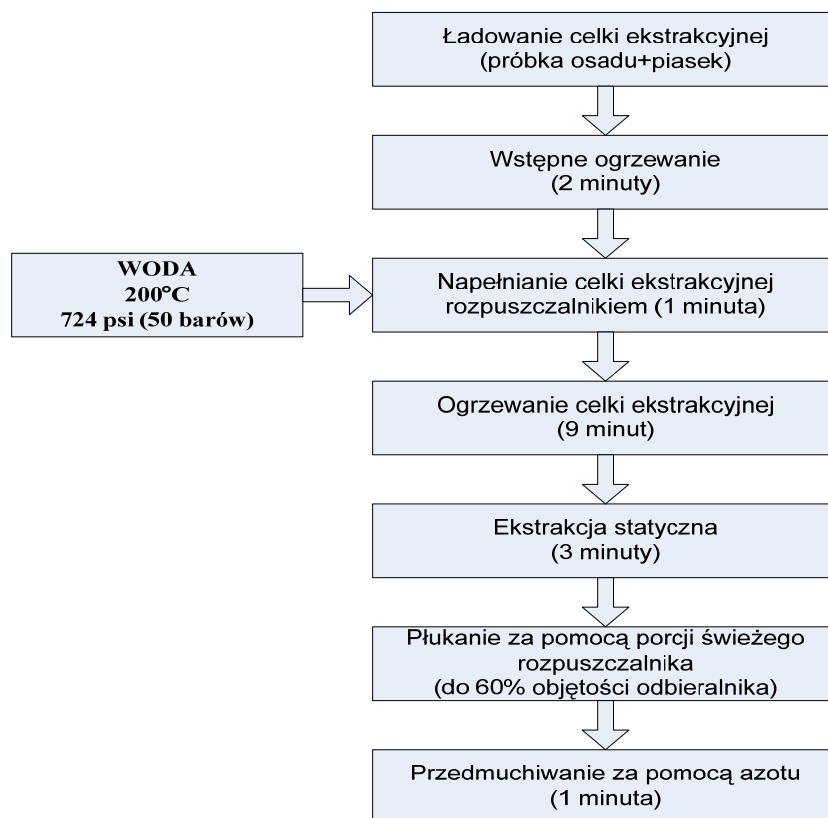 Ładowanie celki ekstrakcyjnej
(próbka osadu+piasek)
Wstępne ogrzewanie
(2 minuty)
WODA
200°C
724 psi (50 barów)
Napełnianie celki ekstrakcyjnej
rozpuszczalnikiem (1 minuta)
Ogrzewanie celki ekstrakcyjnej
(9 minut)
Ekstrakcja statyczna
(3 minuty)
Płukanie za pomocą porcji świeżego
rozpuszczalnika
(do 60% objętości odbieralnika)
Przedmuchiwanie za pomocą azotu
(1 minuta)